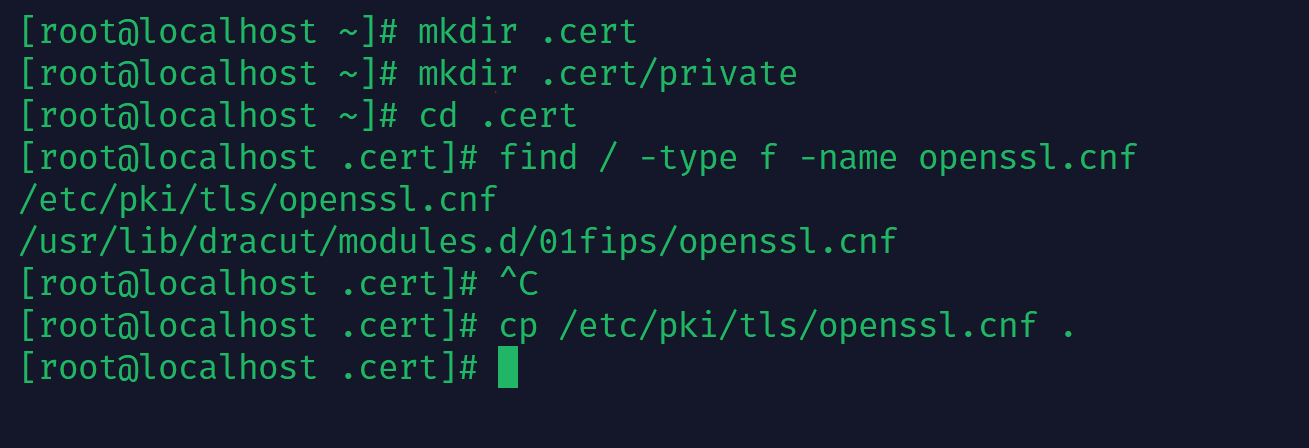 [root@localhost ~]# mkdir .cert
[root@localhost ~]# mkdir .cert/private
[root@localhost ~]# cd .cert
[root@localhost .cert]# find / -type f -name openssl.cnf
/etc/pki/tls/openssl.cnf
/usr/lib/dracut/modules.d/01fips/openssl.cnf
[root@localhost .cert]# ^C
[root@localhost .cert]# cp /etc/pki/tls/openssl.cnf .
[root@localhost .cert]#